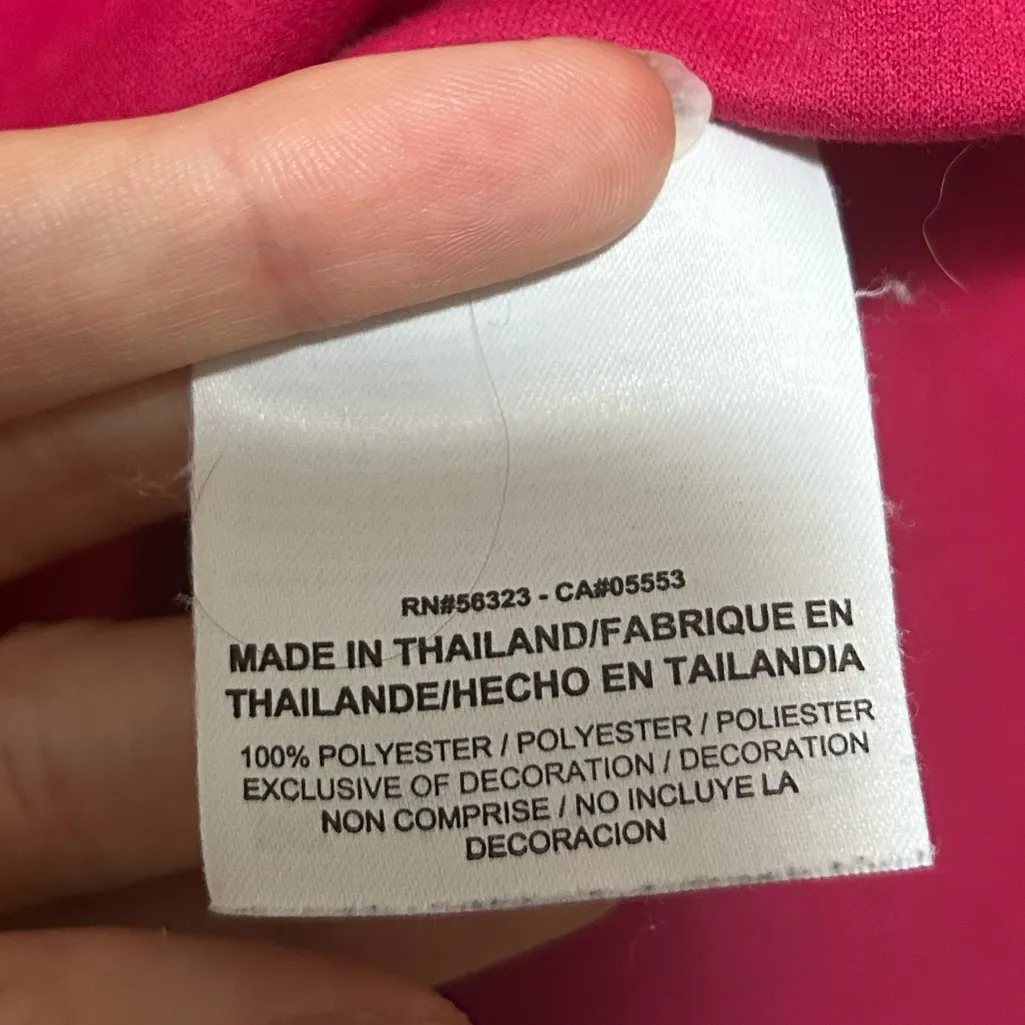 RN#56323 - CA#05553
MADE IN THAILAND/FABRIQUE EN
THAILANDE/HECHO EN TAILANDIA
100% POLYESTER / POLYESTER / POLIESTER
EXCLUSIVE OF DECORATION / DECORATION
NON COMPRISE / NO INCLUYE LA
DECORACION